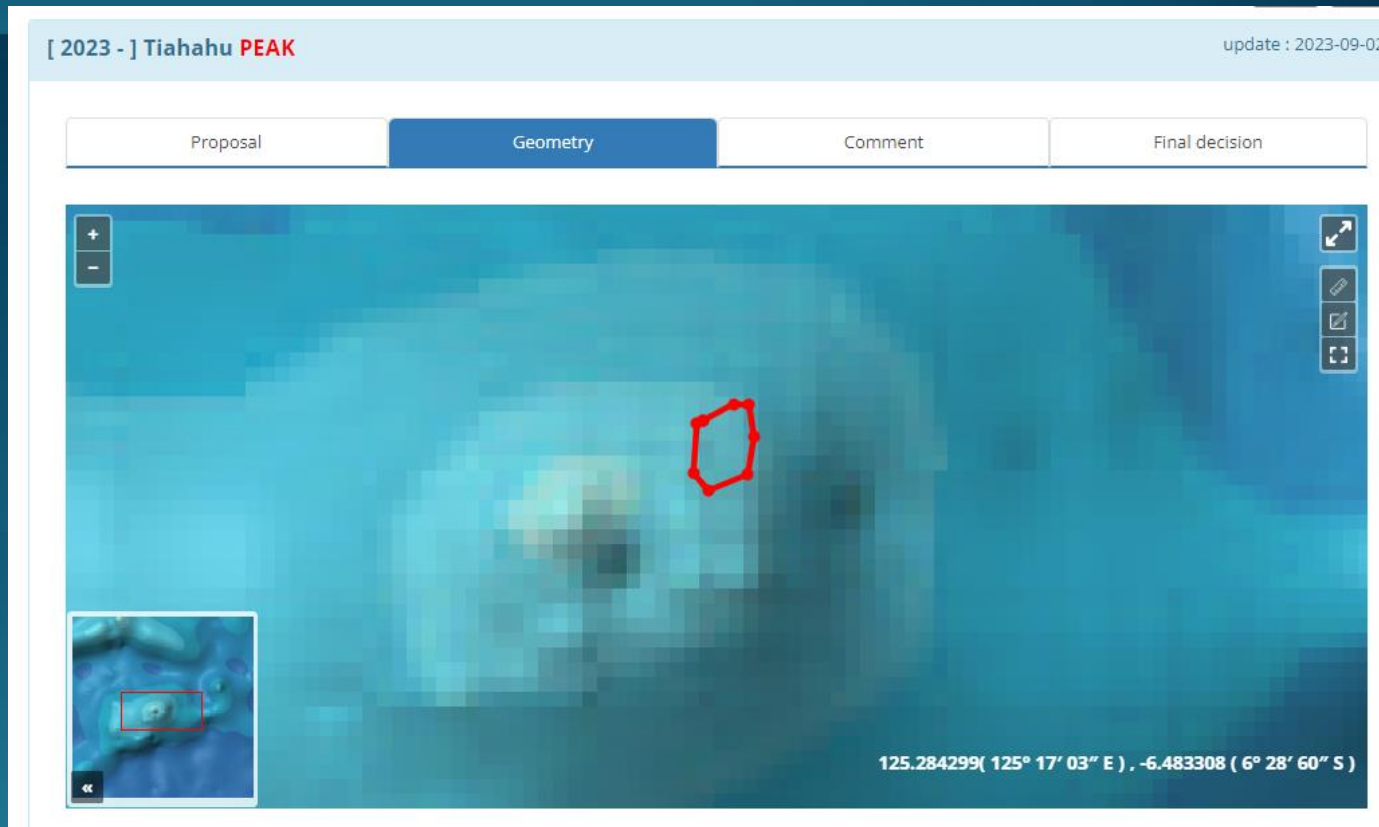 [ 2023 - ] Tiahahu PEAK
update : 2023-09-02
Proposal
Geometry
Comment
Final decision
+
−
«
125.284299( 125° 17′ 03″ E ) , -6.483308 ( 6° 28′ 60″ S )